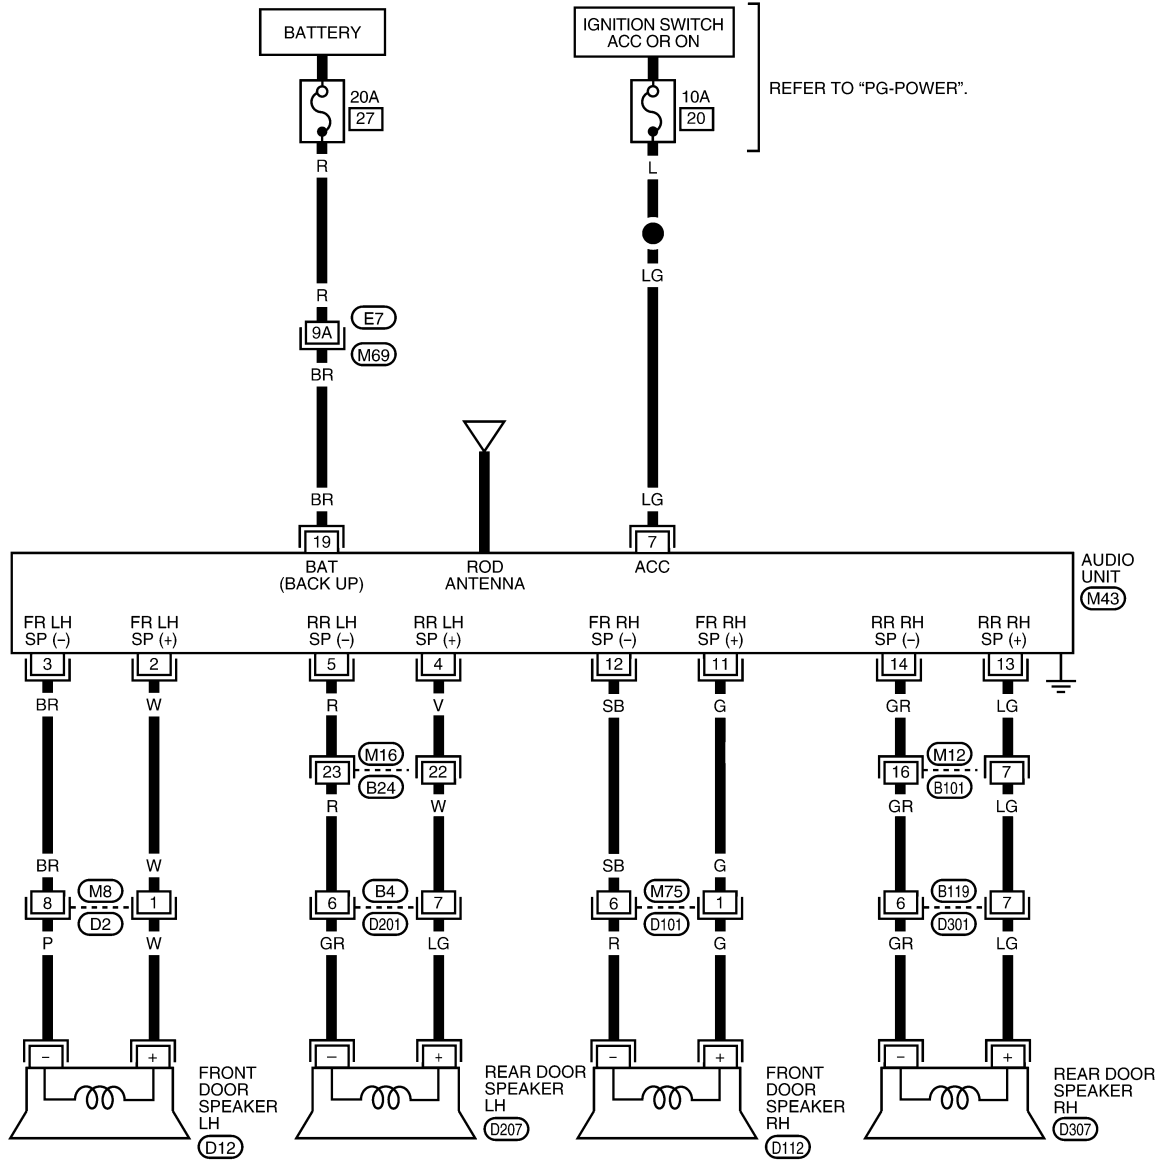 BATTERY
IGNITION SWITCH
ACC OR ON
REFER TO “PG-POWER”.
20A
27
10A
20
R
L
R
LG
9A
E7
M69
BR
BR
LG
19
7
BAT
(BACK UP)
ROD
ANTENNA
ACC
AUDIO
UNIT
M43
FR LH
SP (–)
FR LH
SP (+)
RR LH
SP (–)
RR LH
SP (+)
FR RH
SP (–)
FR RH
SP (+)
RR RH
SP (–)
RR RH
SP (+)
3
2
5
4
12
11
14
13
BR
W
R
V
SB
G
GR
LG
23
M16
B24
22
16
M12
B101
7
R
W
GR
LG
BR
W
SB
G
8
M8
D2
1
6
B4
D201
7
6
M75
D101
1
6
B119
D301
7
P
W
GR
LG
R
G
GR
LG
–
+
–
+
–
+
–
+
FRONT
DOOR
SPEAKER
LH
D12
REAR DOOR
SPEAKER
LH
D207
FRONT
DOOR
SPEAKER
RH
D112
REAR DOOR
SPEAKER
RH
D307